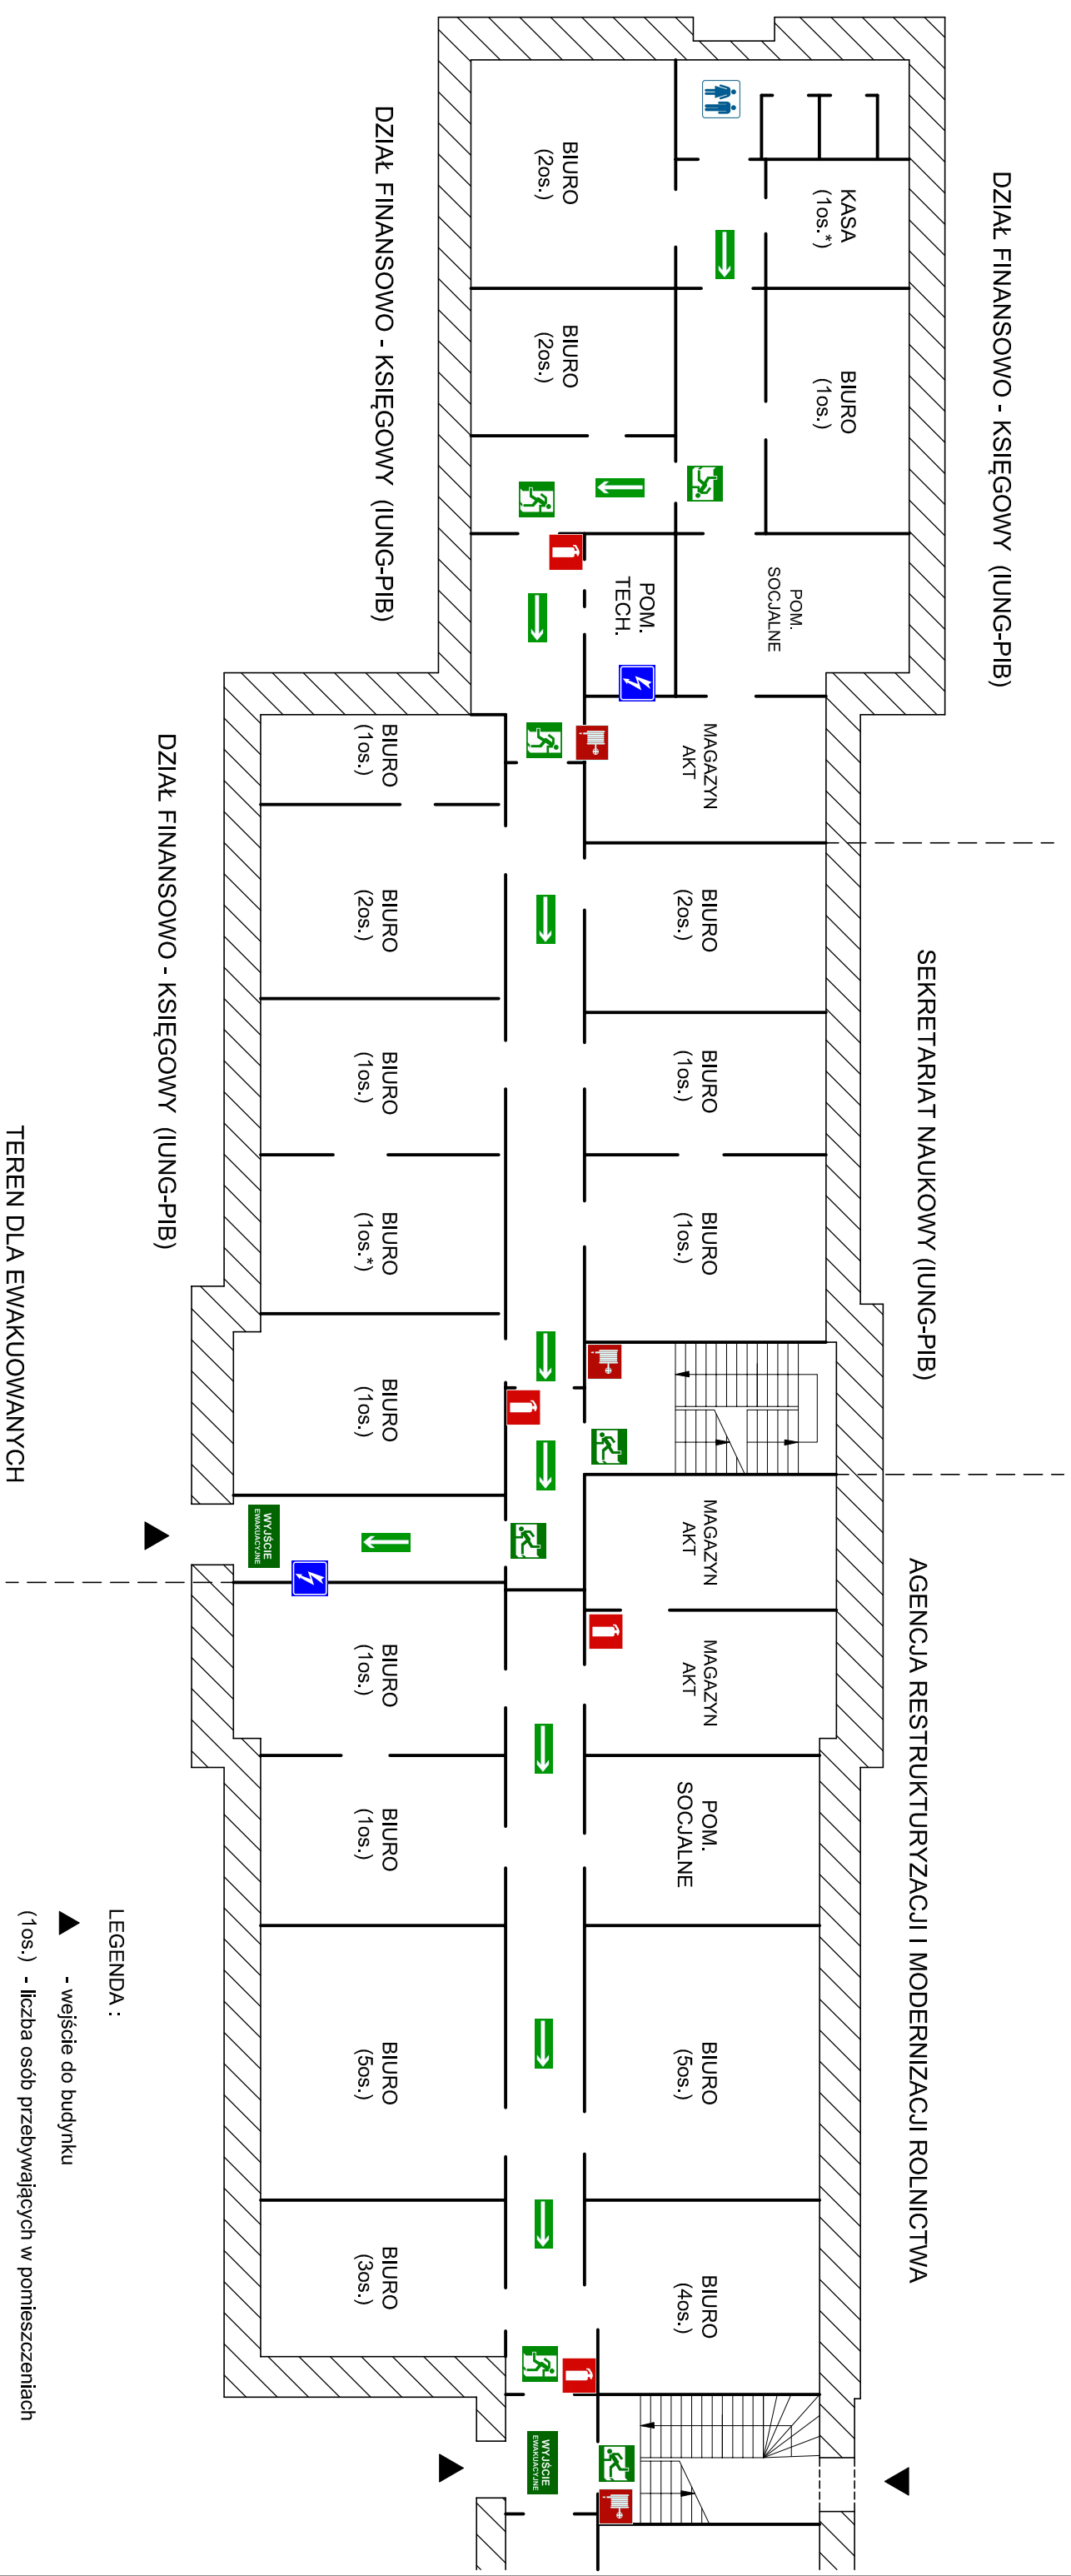 DZIAŁ FINANSOWO - KSIĘGOWY (IUNG-PIB)
SEKRETARIAT NAUKOWY (IUNG-PIB)
AGENCJA RESTRUKTURYZACJI I MODERNIZACJI ROLNICTWA
KASA
(1os.*)
BIURO
(1os.)
POM.
SOCJALNE
MAGAZYN
AKT
BIURO
(2os.)
BIURO
(1os.)
BIURO
(1os.)
MAGAZYN
AKT
MAGAZYN
AKT
POM.
SOCJALNE
BIURO
(5os.)
BIURO
(4os.)
POM.
TECH.
BIURO
(2os.)
BIURO
(2os.)
WYJŚCIE
EWAKUACYJNE
DZIAŁ FINANSOWO - KSIĘGOWY (IUNG-PIB)
BIURO
(1os.)
BIURO
(2os.)
BIURO
(1os.)
BIURO
(1os.*)
BIURO
(1os.)
BIURO
(1os.)
BIURO
(1os.)
BIURO
(5os.)
BIURO
(3os.)
WYJŚCIE
EWAKUACYJNE
DZIAŁ FINANSOWO - KSIĘGOWY (IUNG-PIB)
TEREN DLA EWAKUOWANYCH
LEGENDA :
- wejście do budynku
(1os.) - liczba osób przebywających w pomieszczeniach